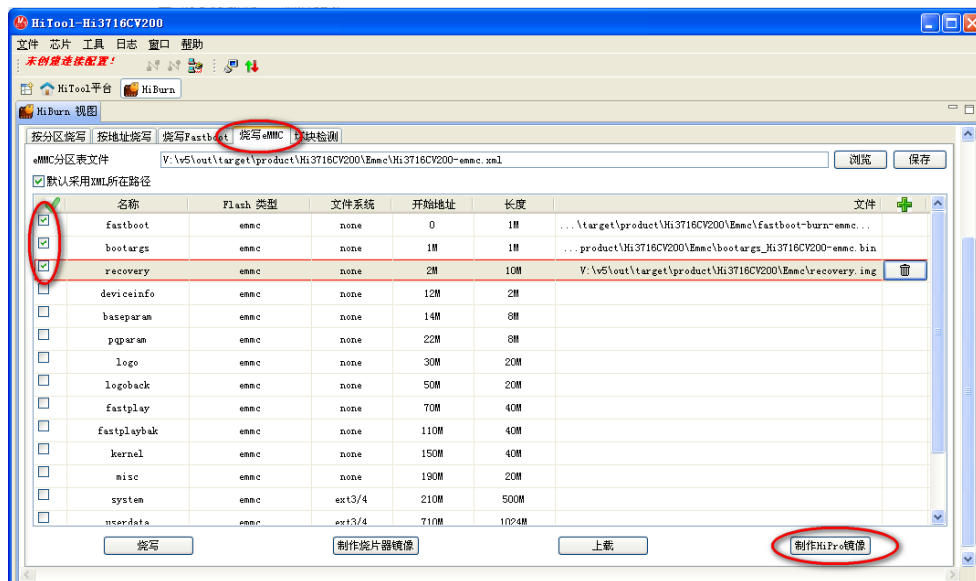 HiTool-Hi3716CV200
文件 芯片 工具 日志 窗口 帮助
未创建连接配置!
HiTool平台 HiBurn
HiBurn 视图
按分区烧写 按地址烧写 烧写Fastboot 烧写eMMC 坏块检测
eMMC分区表文件 V:\v5\out\target\product\Hi3716CV200\Emmc\Hi3716CV200-emmc.xml 浏览 保存
默认采用XML所在路径
名称 Flash 类型 文件系统 开始地址 长度 文件
fastboot emmc none 0 1M ...\target\product\Hi3716CV200\Emmc\fastboot-burn-emmc...
bootargs emmc none 1M 1M ...product\Hi3716CV200\Emmc\bootargs_Hi3716CV200-emmc.bin
recovery emmc none 2M 10M V:\v5\out\target\product\Hi3716CV200\Emmc\recovery.img
deviceinfo emmc none 12M 2M
baseparam emmc none 14M 8M
pqparam emmc none 22M 8M
logo emmc none 30M 20M
logoback emmc none 50M 20M
fastplay emmc none 70M 40M
fastplaybak emmc none 110M 40M
kernel emmc none 150M 40M
misc emmc none 190M 20M
system emmc ext3/4 210M 500M
userdata emmc ext3/4 710M 1024M
烧写 制作烧片器镜像 上载 制作HiPro镜像